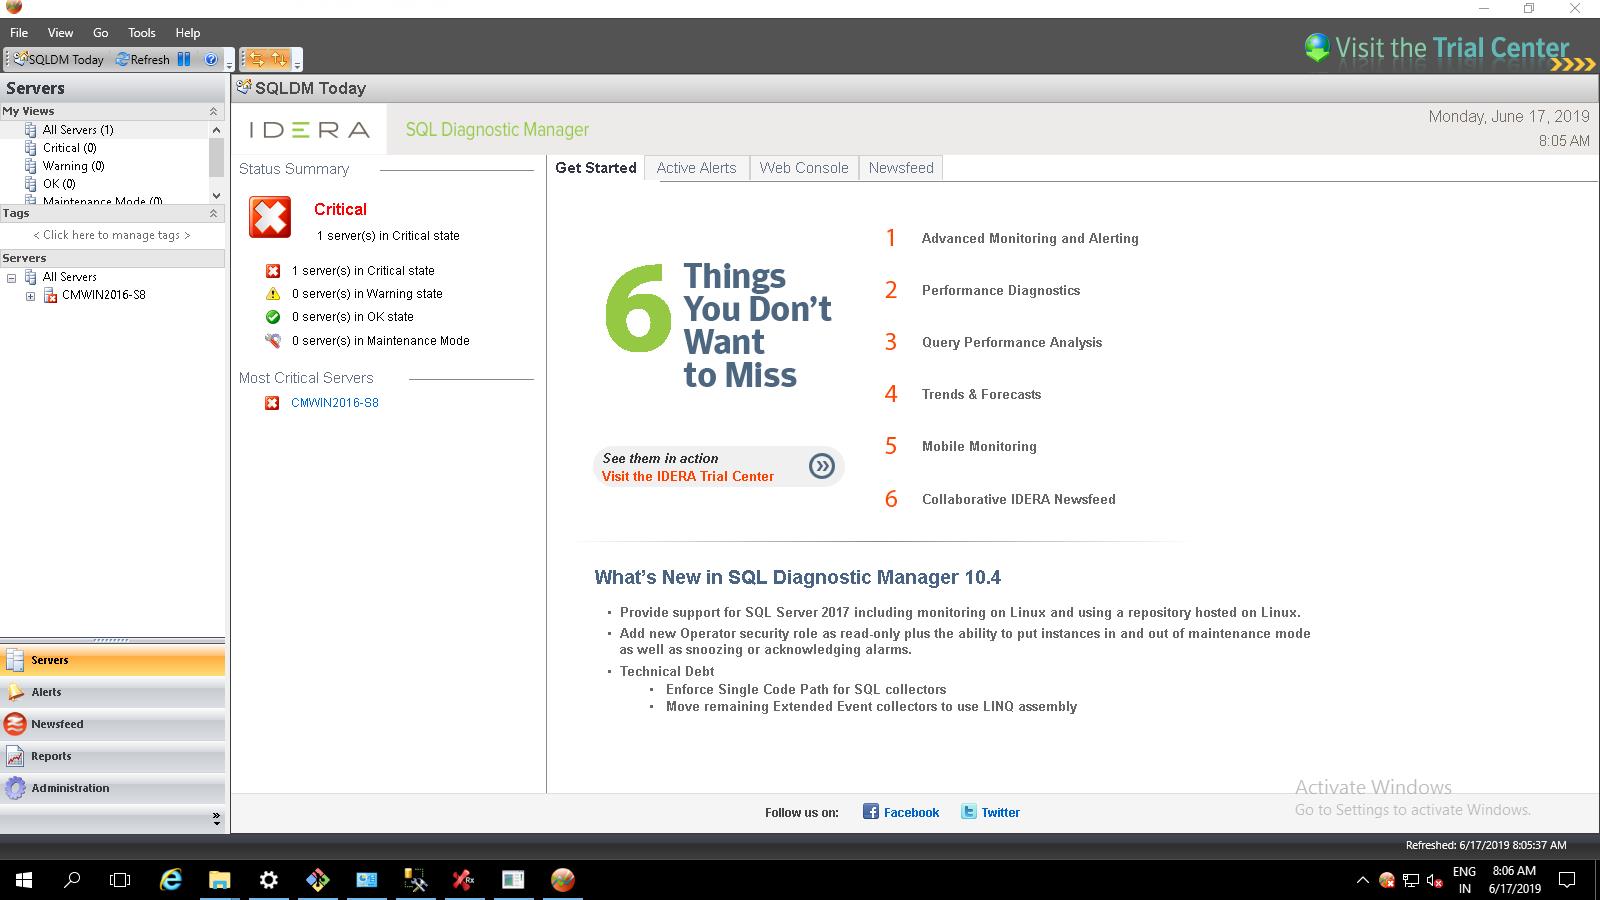 File View Go Tools Help
Visit the Trial Center
SQLDM Today Refresh
Servers
My Views
All Servers (1)
Critical (0)
Warning (0)
OK (0)
Maintenance Mode (0)
Tags
< Click here to manage tags >
Servers
All Servers
CMWIN2016-S8
Servers
Alerts
Newsfeed
Reports
Administration
SQLDM Today
IDERA SQL Diagnostic Manager
Monday, June 17, 2019
8:05 AM
Status Summary
Critical
1 server(s) in Critical state
1 server(s) in Critical state
0 server(s) in Warning state
0 server(s) in OK state
0 server(s) in Maintenance Mode
Most Critical Servers
CMWIN2016-S8
Get Started Active Alerts Web Console Newsfeed
6 Things
You Don't
Want
to Miss
See them in action
Visit the IDERA Trial Center
1 Advanced Monitoring and Alerting
2 Performance Diagnostics
3 Query Performance Analysis
4 Trends & Forecasts
5 Mobile Monitoring
6 Collaborative IDERA Newsfeed
What's New in SQL Diagnostic Manager 10.4
• Provide support for SQL Server 2017 including monitoring on Linux and using a repository hosted on Linux.
• Add new Operator security role as read-only plus the ability to put instances in and out of maintenance mode
as well as snoozing or acknowledging alarms.
• Technical Debt
• Enforce Single Code Path for SQL collectors
• Move remaining Extended Event collectors to use LINQ assembly
Activate Windows
Go to Settings to activate Windows.
Follow us on: Facebook Twitter
Refreshed: 6/17/2019 8:05:37 AM
ENG
IN
8:06 AM
6/17/2019